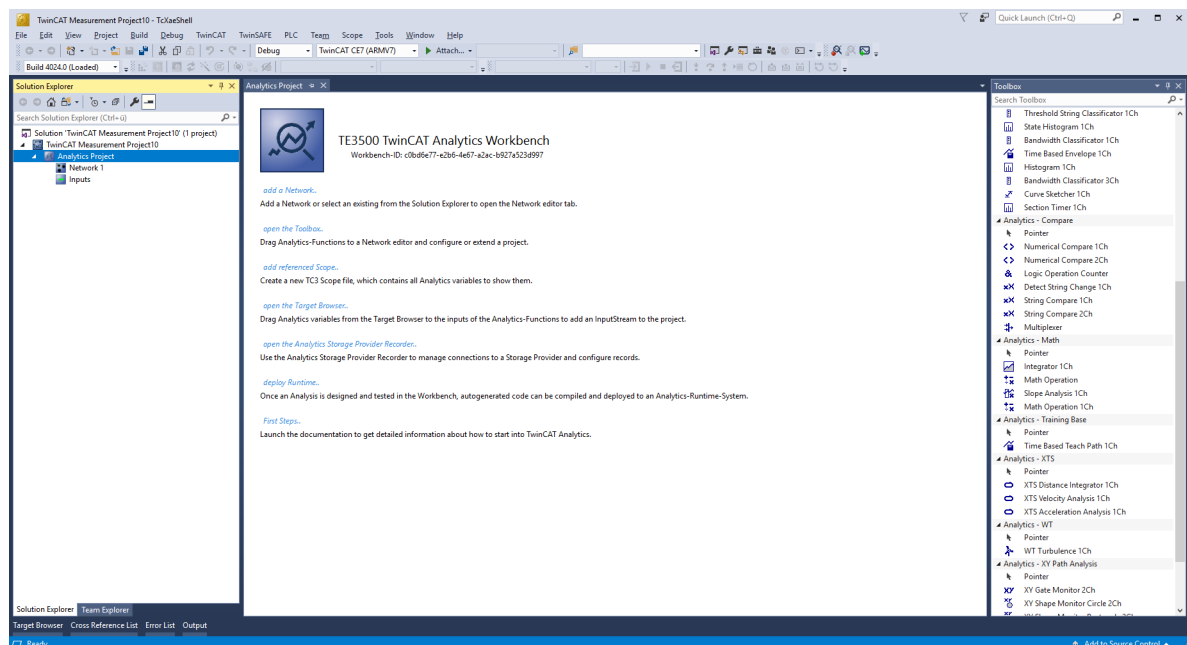 TwinCAT Measurement Project10 - TcXaeShell
Quick Launch (Ctrl+Q)
File Edit View Project Build Debug TwinCAT TwinSAFE PLC Team Scope Tools Window Help
Debug TwinCAT CE7 (ARMV7) Attach...
Build 4024.0 (Loaded)
Solution Explorer
Search Solution Explorer (Ctrl+ü)
Solution 'TwinCAT Measurement Project10' (1 project)
TwinCAT Measurement Project10
Analytics Project
Network 1
Inputs
Solution Explorer Team Explorer
Analytics Project
TE3500 TwinCAT Analytics Workbench
Workbench-ID: c0bd6e77-e2b6-4e67-a2ac-b927a523d997
add a Network..
Add a Network or select an existing from the Solution Explorer to open the Network editor tab.
open the Toolbox..
Drag Analytics-Functions to a Network editor and configure or extend a project.
add referenced Scope..
Create a new TC3 Scope file, which contains all Analytics variables to show them.
open the Target Browser..
Drag Analytics variables from the Target Browser to the inputs of the Analytics-Functions to add an InputStream to the project.
open the Analytics Storage Provider Recorder..
Use the Analytics Storage Provider Recorder to manage connections to a Storage Provider and configure records.
deploy Runtime..
Once an Analysis is designed and tested in the Workbench, autogenerated code can be compiled and deployed to an Analytics-Runtime-System.
First Steps..
Launch the documentation to get detailed information about how to start into TwinCAT Analytics.
Toolbox
Search Toolbox
Threshold String Classificator 1Ch
State Histogram 1Ch
Bandwidth Classificator 1Ch
Time Based Envelope 1Ch
Histogram 1Ch
Bandwidth Classificator 3Ch
Curve Sketcher 1Ch
Section Timer 1Ch
Analytics - Compare
Pointer
Numerical Compare 1Ch
Numerical Compare 2Ch
Logic Operation Counter
Detect String Change 1Ch
String Compare 1Ch
String Compare 2Ch
Multiplexer
Analytics - Math
Pointer
Integrator 1Ch
Math Operation
Slope Analysis 1Ch
Math Operation 1Ch
Analytics - Training Base
Pointer
Time Based Teach Path 1Ch
Analytics - XTS
Pointer
XTS Distance Integrator 1Ch
XTS Velocity Analysis 1Ch
XTS Acceleration Analysis 1Ch
Analytics - WT
Pointer
WT Turbulence 1Ch
Analytics - XY Path Analysis
Pointer
XY Gate Monitor 2Ch
XY Shape Monitor Circle 2Ch
Target Browser Cross Reference List Error List Output
Ready
Add to Source Control